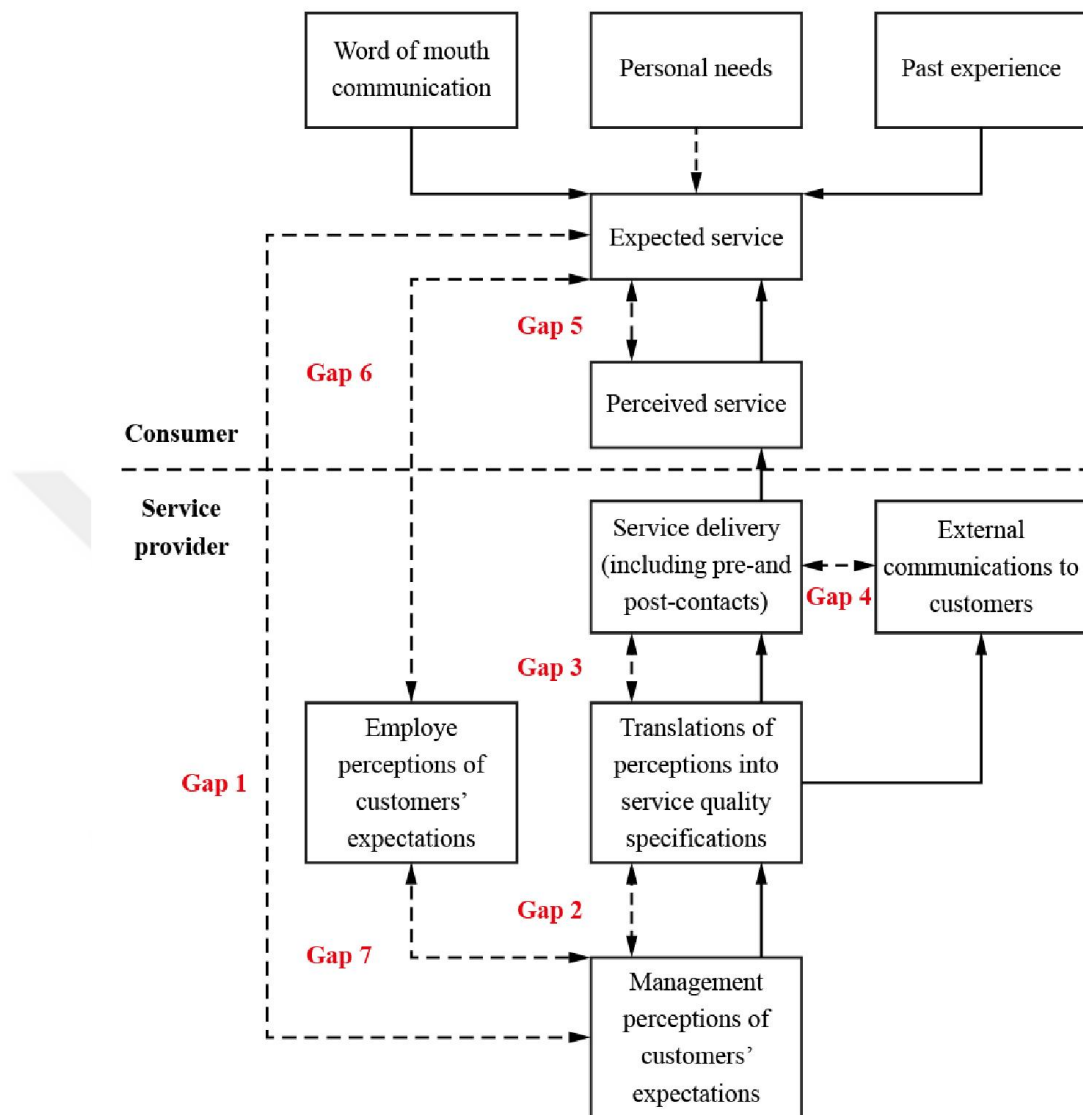 Word of mouth
communication
Personal needs
Past experience
Expected service
Gap 5
Gap 6
Perceived service
Consumer
Service
provider
Service delivery
(including pre-and
post-contacts)
External
communications to
customers
Gap 4
Gap 3
Employe
perceptions of
customers’
expectations
Translations of
perceptions into
service quality
specifications
Gap 1
Gap 2
Gap 7
Management
perceptions of
customers’
expectations